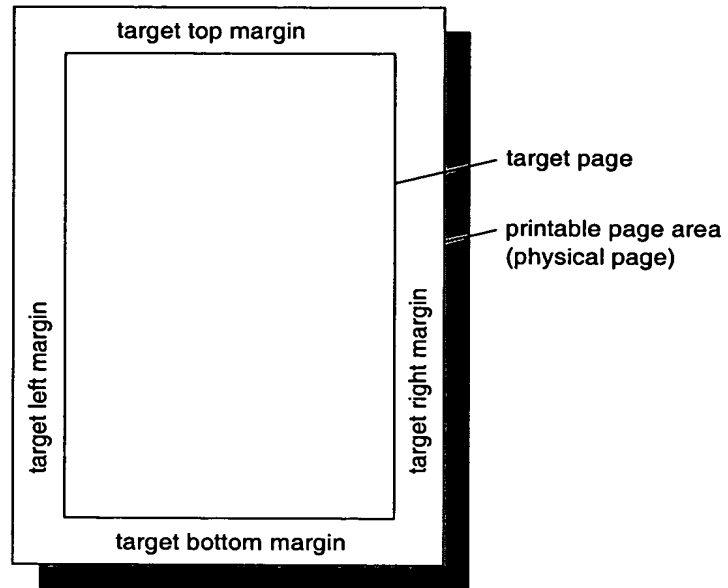 target top margin
target page
printable page area
(physical page)
target left margin
target right margin
target bottom margin